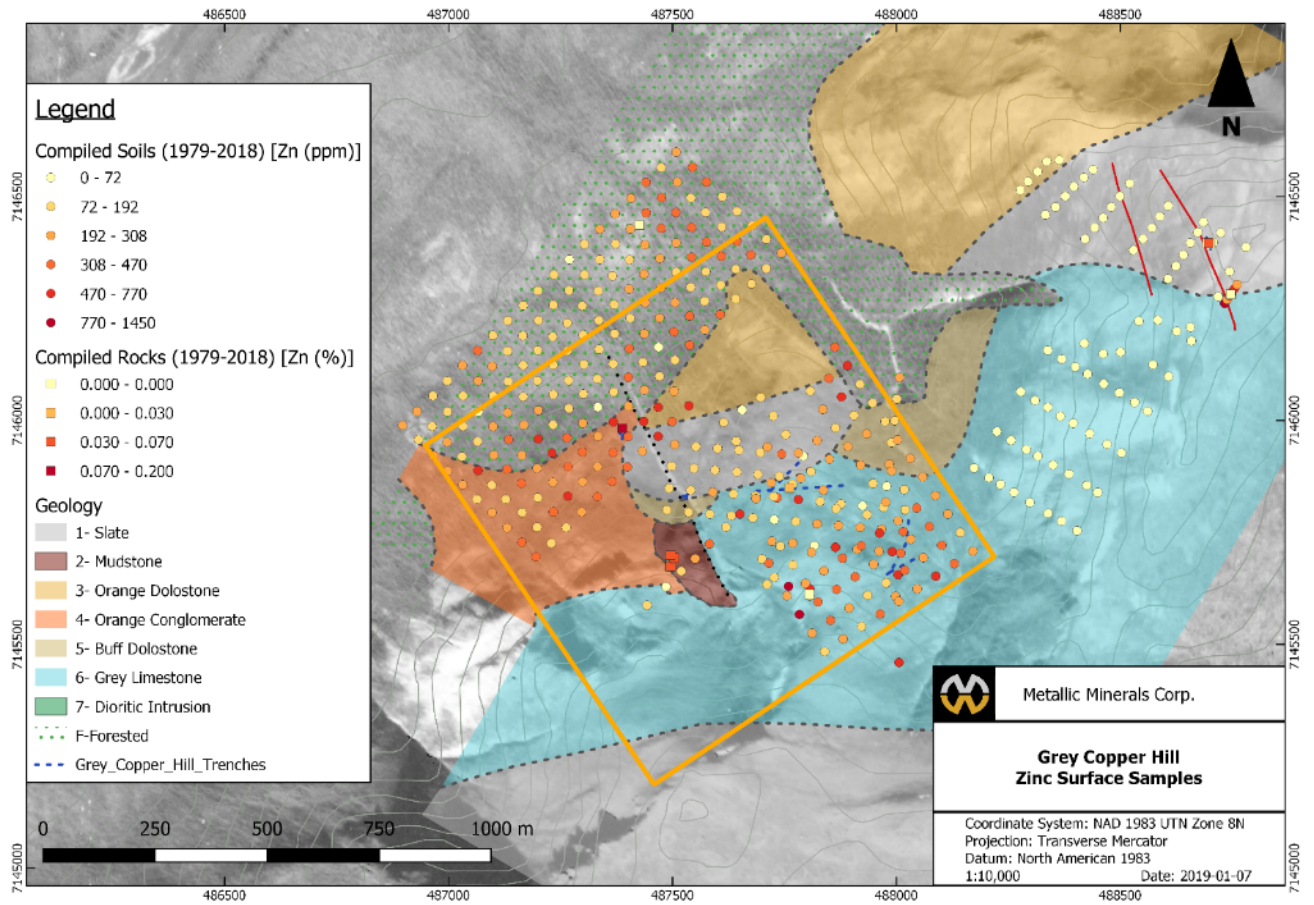 486500 487000 487500 488000 488500
7146500 7146500
7146000 7146000
7145500 7145500
7145000 7145000
486500 487000 487500 488000 488500
N
Legend
Compiled Soils (1979-2018) [Zn (ppm)]
0 - 72
72 - 192
192 - 308
308 - 470
470 - 770
770 - 1450
Compiled Rocks (1979-2018) [Zn (%)]
0.000 - 0.000
0.000 - 0.030
0.030 - 0.070
0.070 - 0.200
Geology
1- Slate
2- Mudstone
3- Orange Dolostone
4- Orange Conglomerate
5- Buff Dolostone
6- Grey Limestone
7- Dioritic Intrusion
F-Forested
Grey_Copper_Hill_Trenches
0 250 500 750 1000 m
Metallic Minerals Corp.
Grey Copper Hill
Zinc Surface Samples
Coordinate System: NAD 1983 UTN Zone 8N
Projection: Transverse Mercator
Datum: North American 1983
1:10,000 Date: 2019-01-07